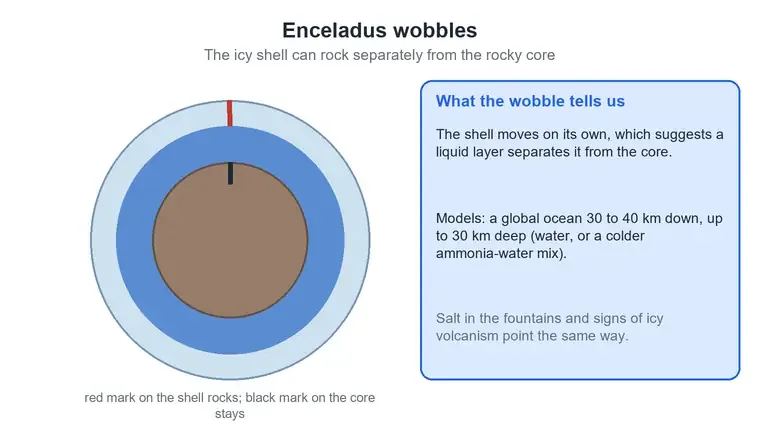 Enceladus wobbles
The icy shell can rock separately from the rocky core
What the wobble tells us
The shell moves on its own, which suggests a
liquid layer separates it from the core.
Models: a global ocean 30 to 40 km down, up
to 30 km deep (water, or a colder
ammonia-water mix).
Salt in the fountains and signs of icy
volcanism point the same way.
red mark on the shell rocks; black mark on the core
stays